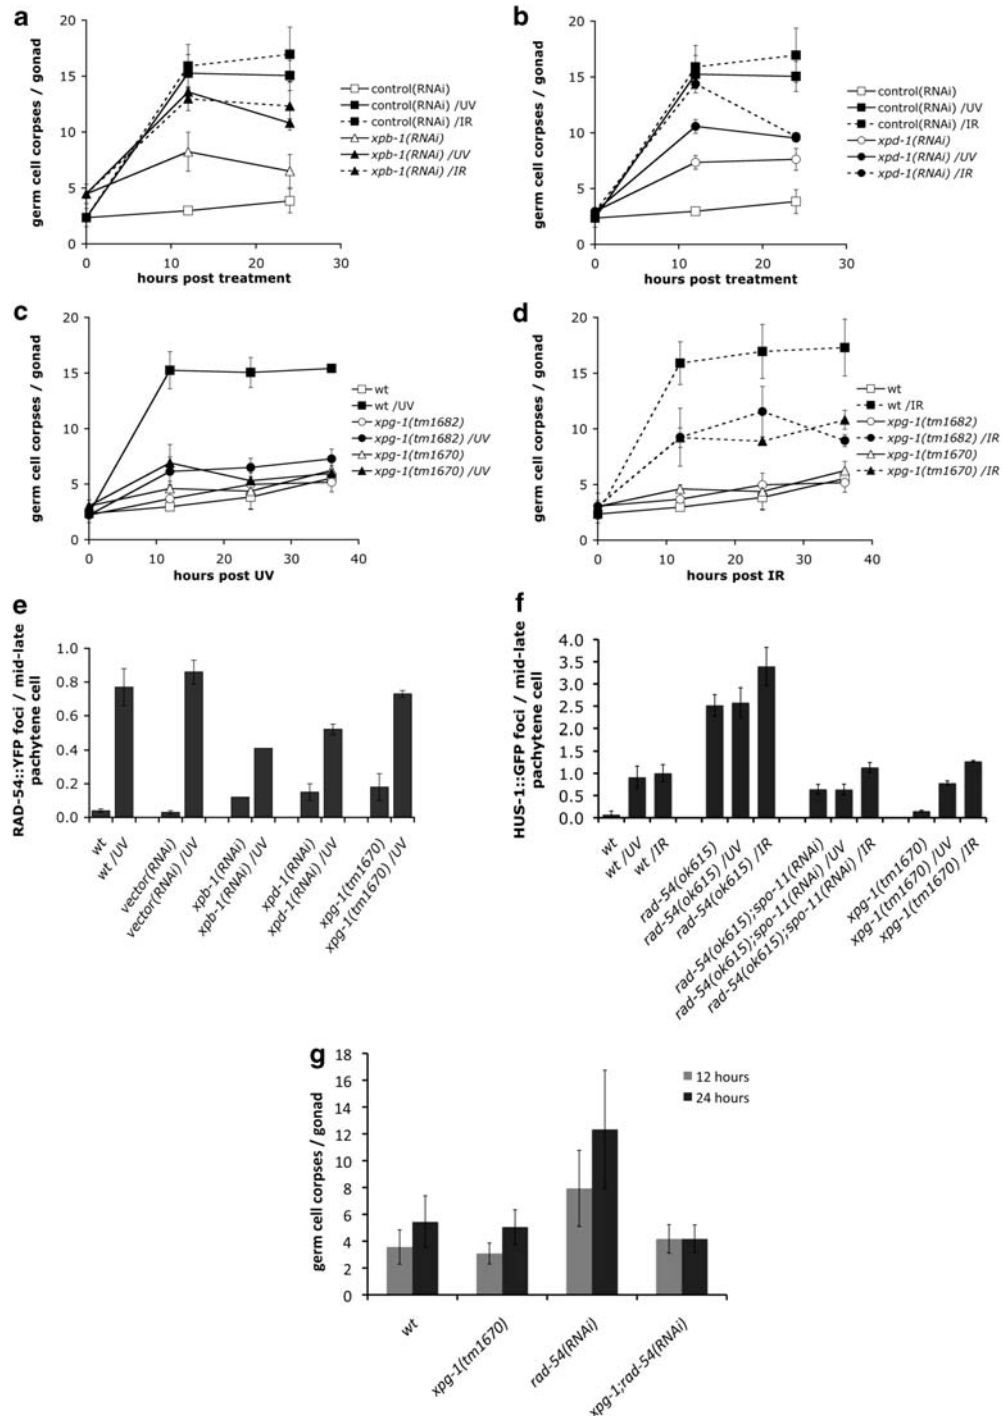 a
germ cell corpses / gonad
20
15
10
5
0
0
10
20
30
hours post treatment
control(RNAi)
control(RNAi) /UV
control(RNAi) /IR
xpb-1(RNAi)
xpb-1(RNAi) /UV
xpb-1(RNAi) /IR
b
germ cell corpses / gonad
20
15
10
5
0
0
10
20
30
hours post treatment
control(RNAi)
control(RNAi) /UV
control(RNAi) /IR
xpd-1(RNAi)
xpd-1(RNAi) /UV
xpd-1(RNAi) /IR
c
germ cell corpses / gonad
20
15
10
5
0
0
10
20
30
40
hours post UV
wt
wt /UV
xpg-1(tm1682)
xpg-1(tm1682) /UV
xpg-1(tm1670)
xpg-1(tm1670) /UV
d
germ cell corpses / gonad
20
15
10
5
0
0
10
20
30
40
hours post IR
wt
wt /IR
xpg-1(tm1682)
xpg-1(tm1682) /IR
xpg-1(tm1670)
xpg-1(tm1670) /IR
e
RAD-54::YFP foci / mid-late
pachytene cell
1.0
0.8
0.6
0.4
0.2
0.0
wt
wt /UV
vector(RNAi)
vector(RNAi) /UV
xpb-1(RNAi)
xpb-1(RNAi) /UV
xpd-1(RNAi)
xpd-1(RNAi) /UV
xpg-1(tm1670)
xpg-1(tm1670) /UV
f
HUS-1::GFP foci / mid-late
pachytene cell
4.0
3.5
3.0
2.5
2.0
1.5
1.0
0.5
0.0
wt
wt /UV
wt /IR
rad-54(ok615)
rad-54(ok615) /UV
rad-54(ok615) /IR
rad-54(ok615);spo-11(RNAi)
rad-54(ok615);spo-11(RNAi) /UV
rad-54(ok615);spo-11(RNAi) /IR
xpg-1(tm1670)
xpg-1(tm1670) /UV
xpg-1(tm1670) /IR
g
germ cell corpses / gonad
18
16
14
12
10
8
6
4
2
0
12 hours
24 hours
wt
xpg-1(tm1670)
rad-54(RNAi)
xpg-1;rad-54(RNAi)